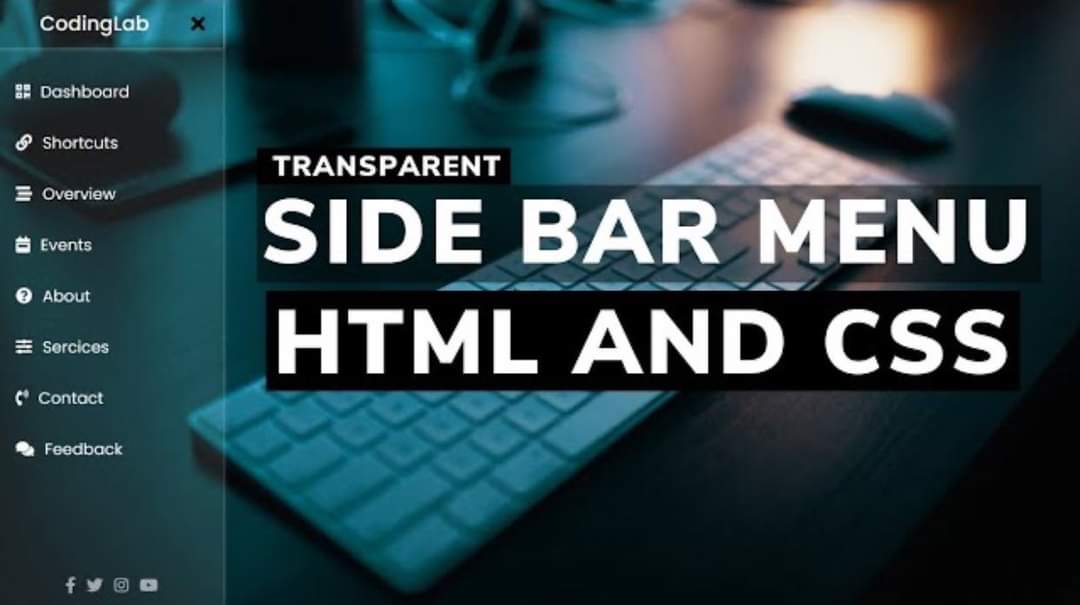 CodingLab
Dashboard
Shortcuts
Overview
Events
About
Sercices
Contact
Feedback
TRANSPARENT
SIDE BAR MENU
HTML AND CSS